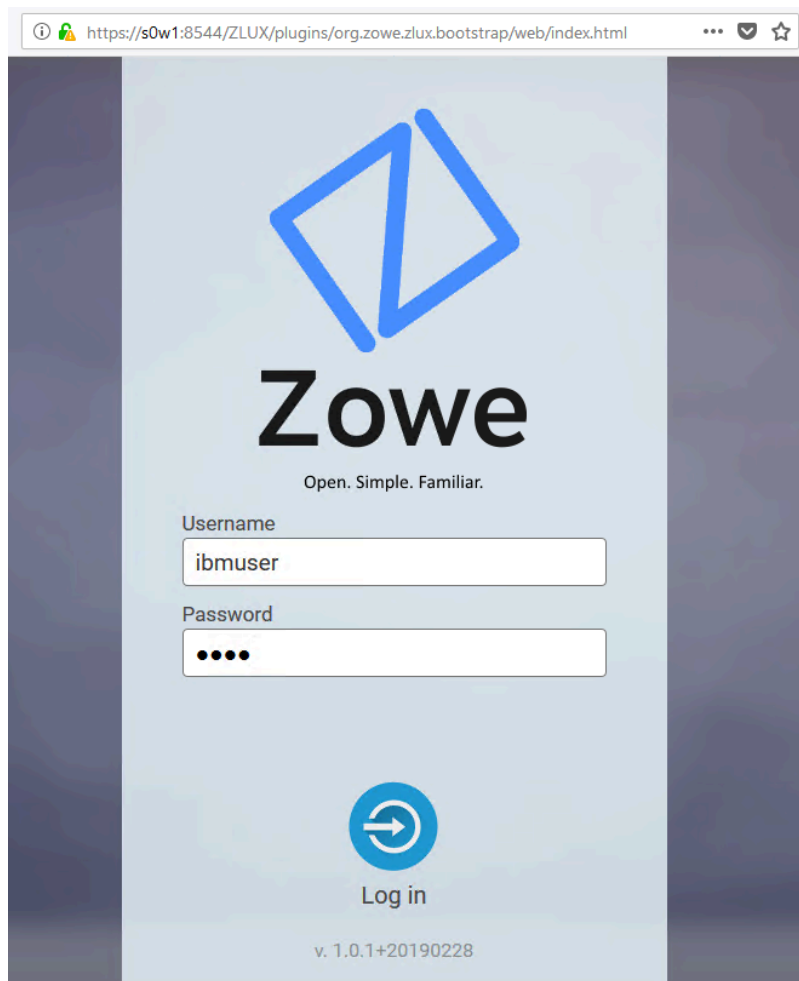 https://s0w1:8544/ZLUX/plugins/org.zowe.zlux.bootstrap/web/index.html
Zowe
Open. Simple. Familiar.
Username
ibmuser
Password
••••
Log in
v. 1.0.1+20190228